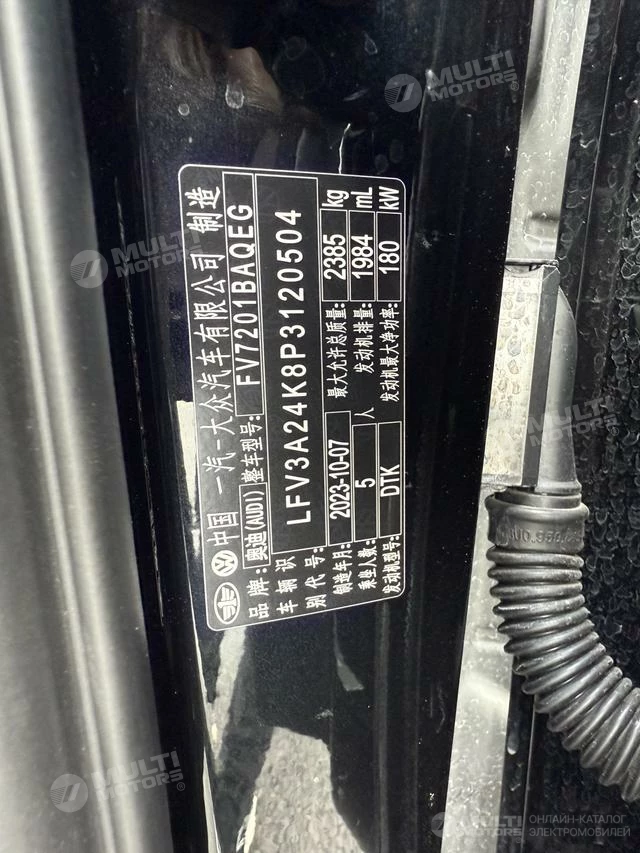 中国 一汽-大众汽车有限公司 制造
品牌: 奥迪(AUDI) 整车型号: FV7201BAQEG
车辆识别代号: LFV3A24K8P3120504
制造年月: 2023-10-07 最大允许总质量: 2385 kg
乘坐人数: 5 人 发动机排量: 1984 mL
发动机型号: DTK 发动机最大净功率: 180 kW
MULTI
MOTORS
MULTI
MOTORS
MULTI
MOTORS
MULTI
MOTORS
ОНЛАЙН-КАТАЛОГ
ЭЛЕКТРОМОБИЛЕЙ